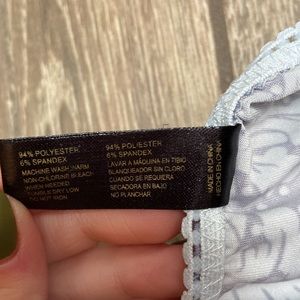 94% POLYESTER
6% SPANDEX
MACHINE WASH WARM
NON-CHLORINE BLEACH
WHEN NEEDED
TUMBLE DRY LOW
DO NOT IRON
94% POLIESTER
6% SPANDEX
LAVAR A MÁQUINA EN TIBIO
BLANQUEADOR SIN CLORO
CUANDO SE REQUIERA
SECADORA EN BAJO
NO PLANCHAR
MADE IN CHINA
HECHO EN CHINA